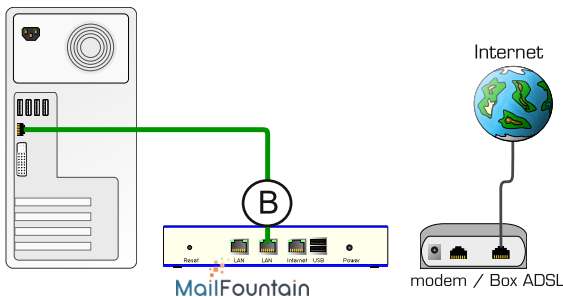 Internet
B
Reset LAN LAN Internet USB Power
MailFountain
modem / Box ADSL